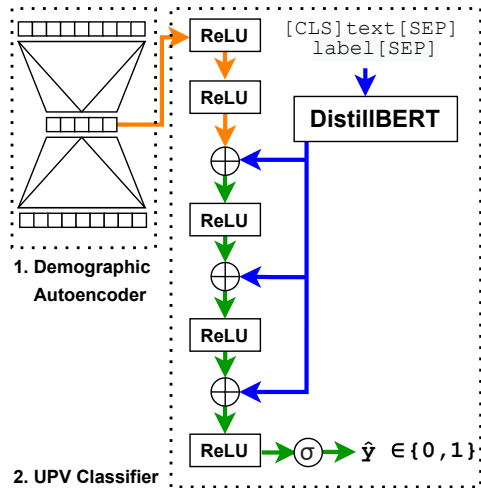 ReLU
[CLS]text[SEP]
label[SEP]
ReLU
DistillBERT
ReLU
1. Demographic
Autoencoder
ReLU
ReLU
σ
ŷ ∈{0,1}
2. UPV Classifier